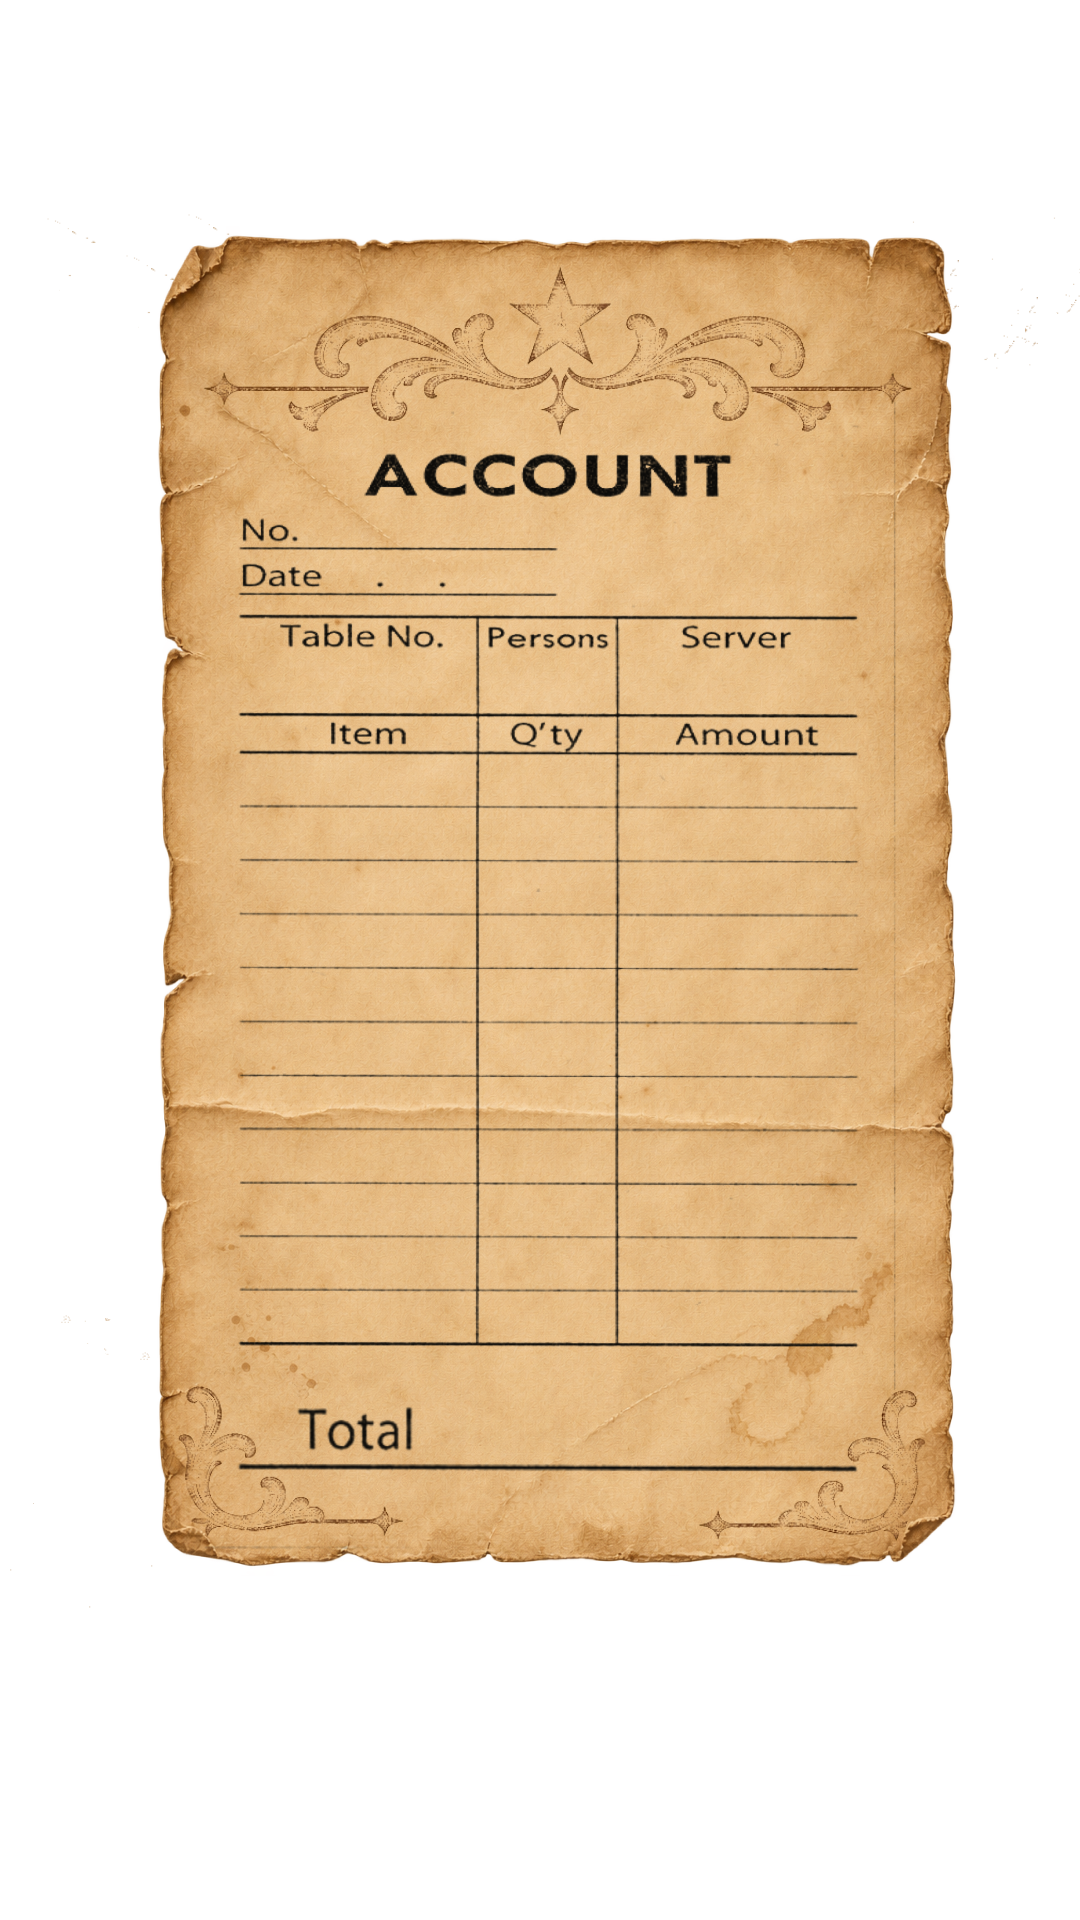 ACCOUNT
No.
Date . .
Table No. Persons Server
Item Q'ty Amount
Total